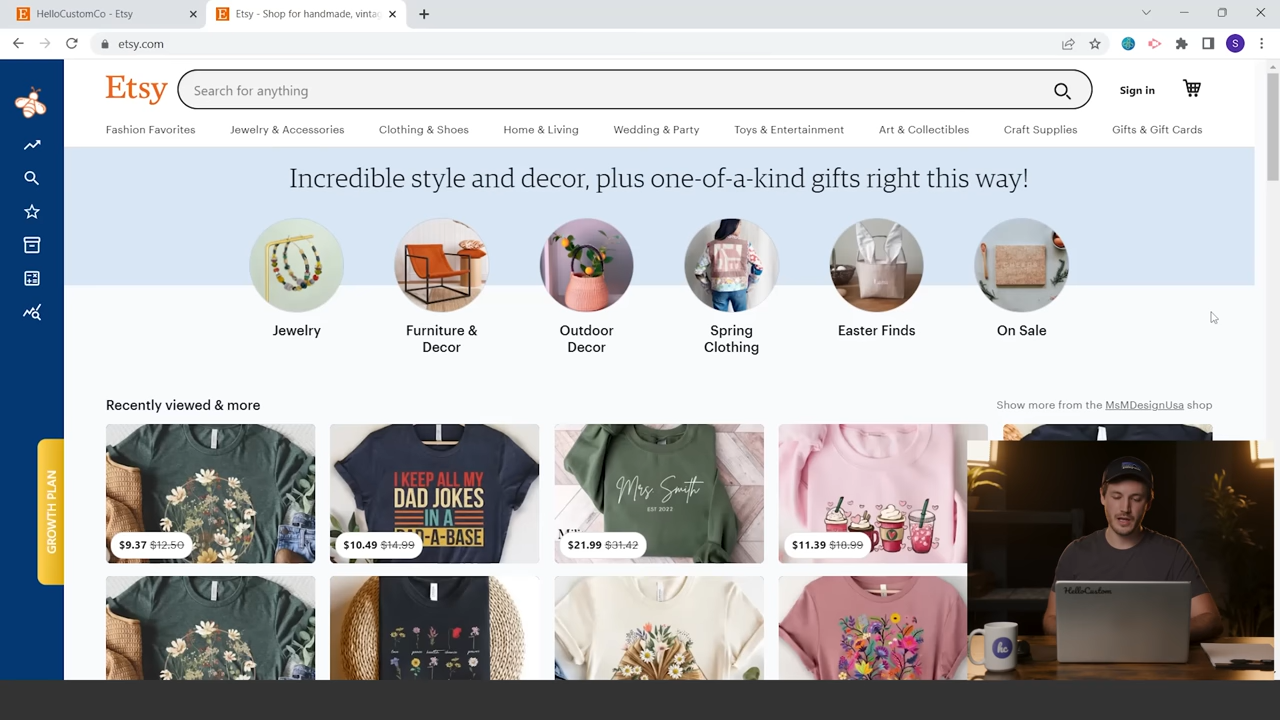 HelloCustomCo - Etsy
Etsy - Shop for handmade, vinta
etsy.com
S
Etsy
Search for anything
Sign in
Fashion Favorites
Jewelry & Accessories
Clothing & Shoes
Home & Living
Wedding & Party
Toys & Entertainment
Art & Collectibles
Craft Supplies
Gifts & Gift Cards
Incredible style and decor, plus one-of-a-kind gifts right this way!
Jewelry
Furniture &
Decor
Outdoor
Decor
Spring
Clothing
Easter Finds
On Sale
Recently viewed & more
Show more from the MsMDesignUsa shop
$9.37 $12.50
I KEEP ALL MY
DAD JOKES
IN A
DAD-A-BASE
$10.49 $14.99
Mrs Smith
EST 2022
$21.99 $31.42
$11.39 $18.99
GROWTH PLAN
HelloCustom
hc